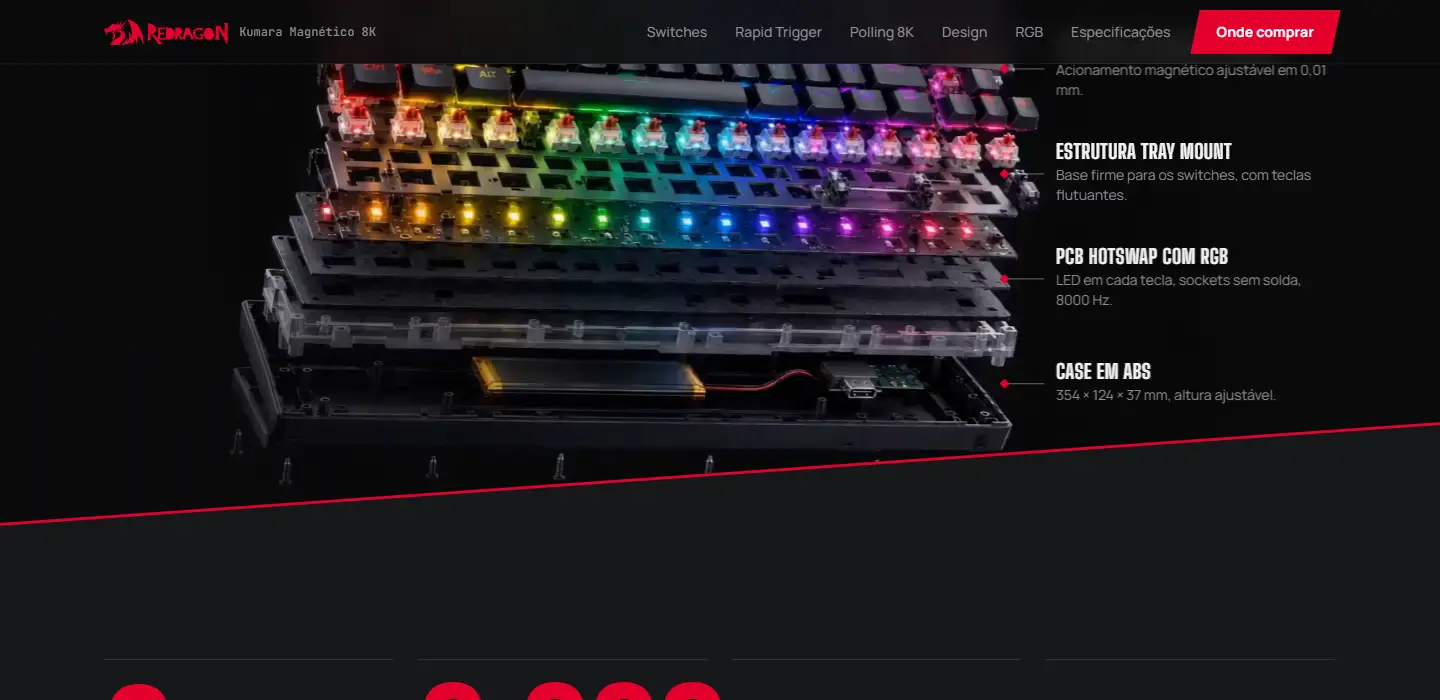 REDRAGON
Kumara Magnético 8K
Switches
Rapid Trigger
Polling 8K
Design
RGB
Especificações
Onde comprar
Acionamento magnético ajustável em 0,01
mm.
ESTRUTURA TRAY MOUNT
Base firme para os switches, com teclas
flutuantes.
PCB HOTSWAP COM RGB
LED em cada tecla, sockets sem solda,
8000 Hz.
CASE EM ABS
354 × 124 × 37 mm, altura ajustável.
ALT